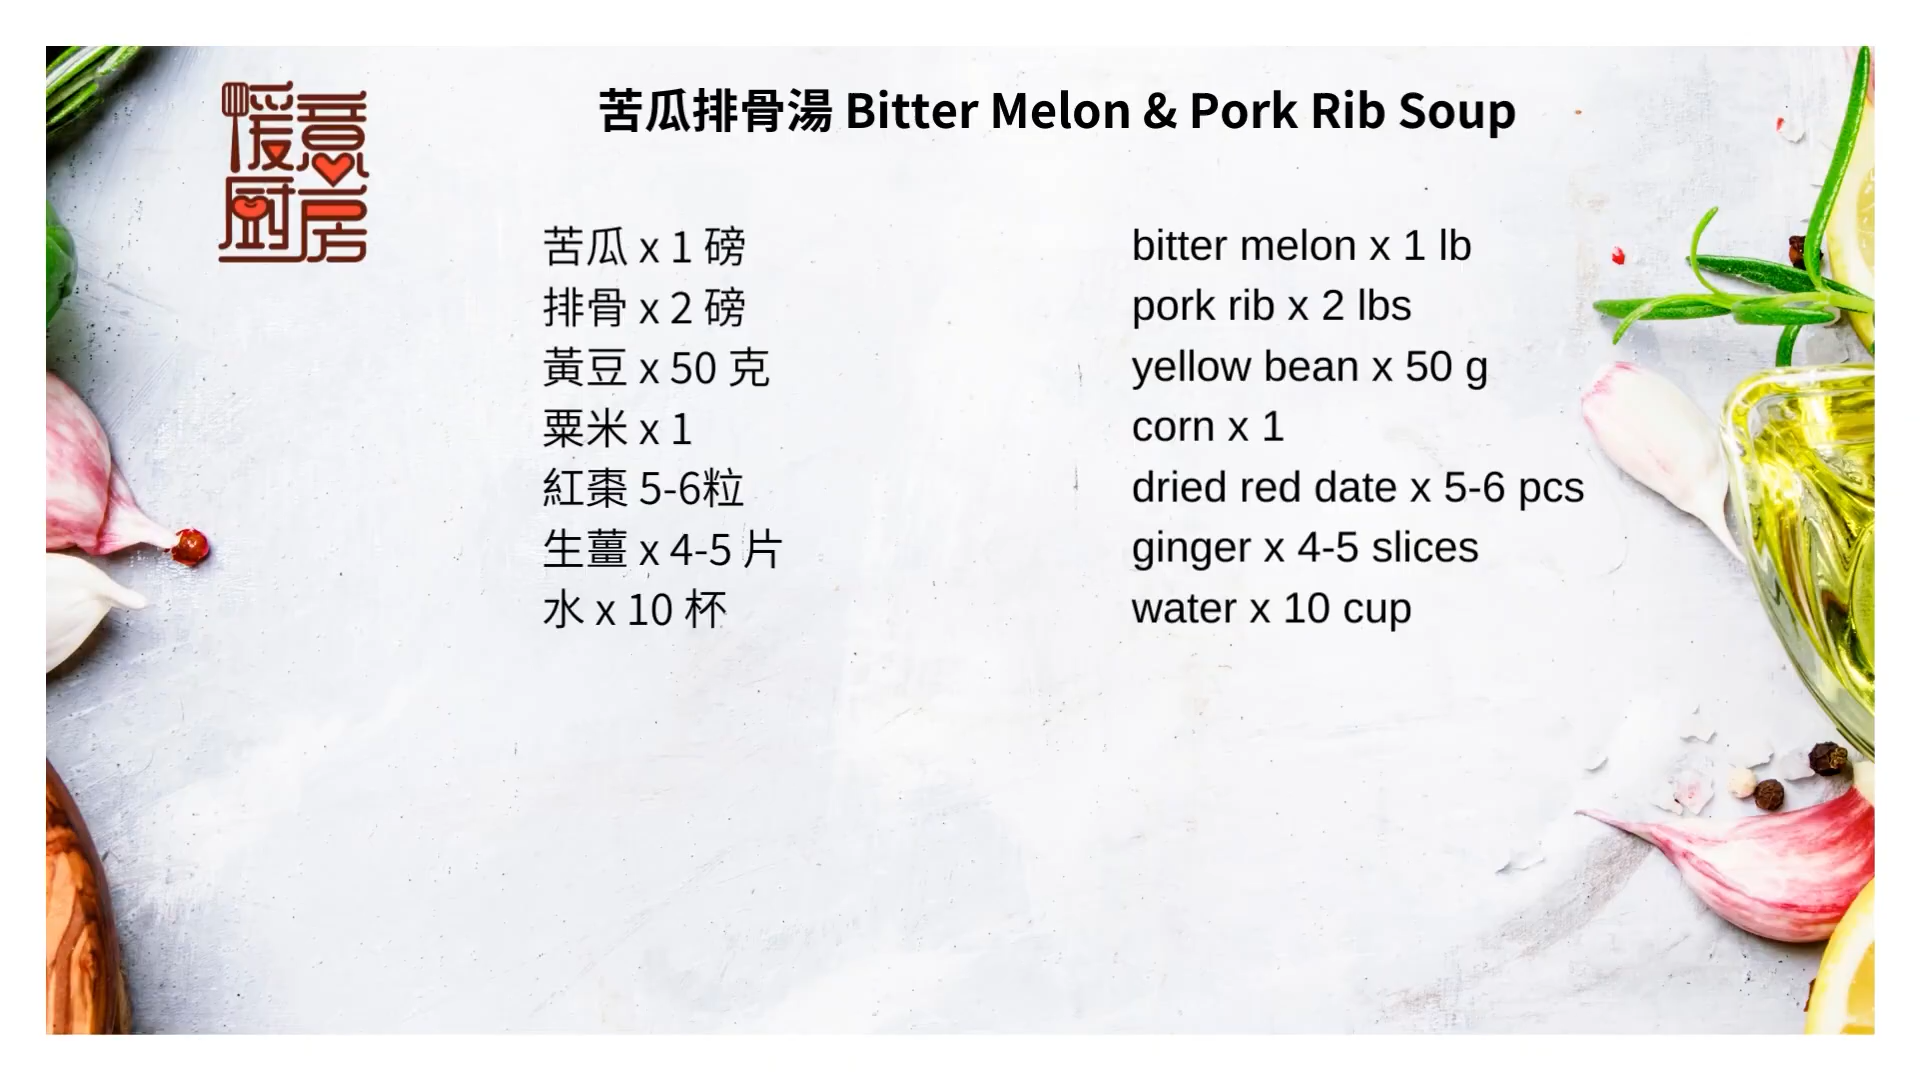 暖意
厨房
苦瓜排骨湯 Bitter Melon & Pork Rib Soup
苦瓜 x 1 磅
排骨 x 2 磅
黃豆 x 50 克
粟米 x 1
紅棗 5-6粒
生薑 x 4-5 片
水 x 10 杯
bitter melon x 1 lb
pork rib x 2 lbs
yellow bean x 50 g
corn x 1
dried red date x 5-6 pcs
ginger x 4-5 slices
water x 10 cup